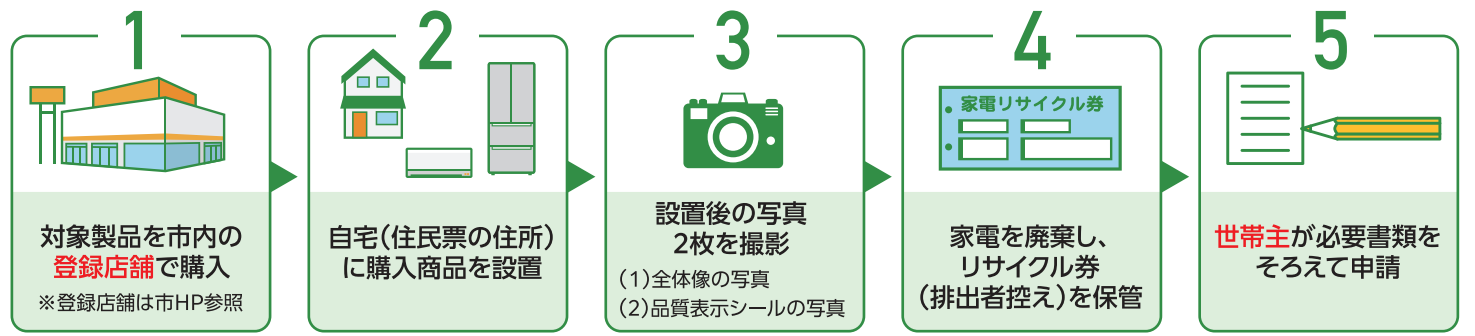 1
対象製品を市内の
登録店舗で購入
※登録店舗は市HP参照
2
自宅（住民票の住所）
に購入商品を設置
3
設置後の写真
2枚を撮影
（1）全体像の写真
（2）品質表示シールの写真
4
家電リサイクル券
家電を廃棄し、
リサイクル券
（排出者控え）を保管
5
世帯主が必要書類を
そろえて申請